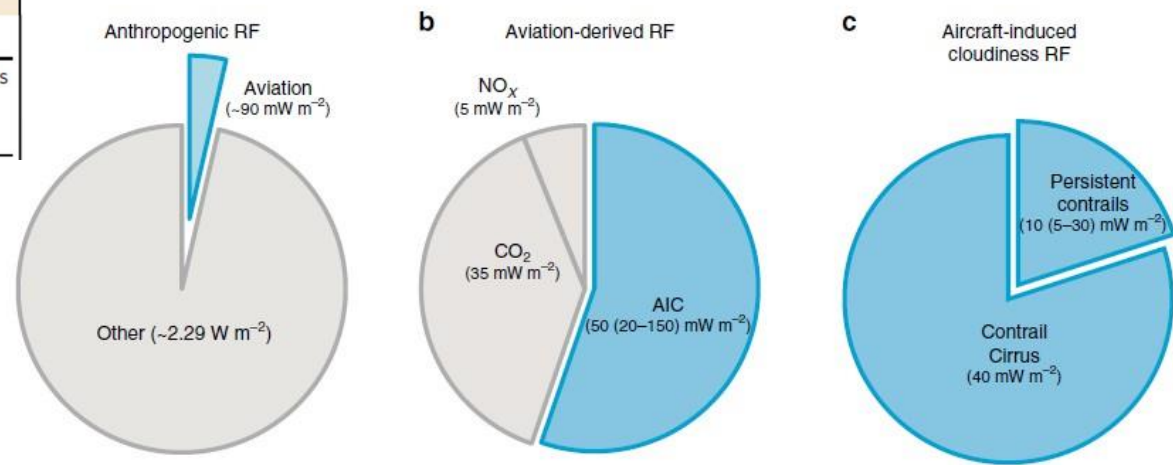 s
Anthropogenic RF
Aviation
(~90 mW m⁻²)
Other (~2.29 W m⁻²)
b
Aviation-derived RF
NOX
(5 mW m⁻²)
CO₂
(35 mW m⁻²)
AIC
(50 (20–150) mW m⁻²)
c
Aircraft-induced
cloudiness RF
Persistent
contrails
(10 (5–30) mW m⁻²)
Contrail
Cirrus
(40 mW m⁻²)